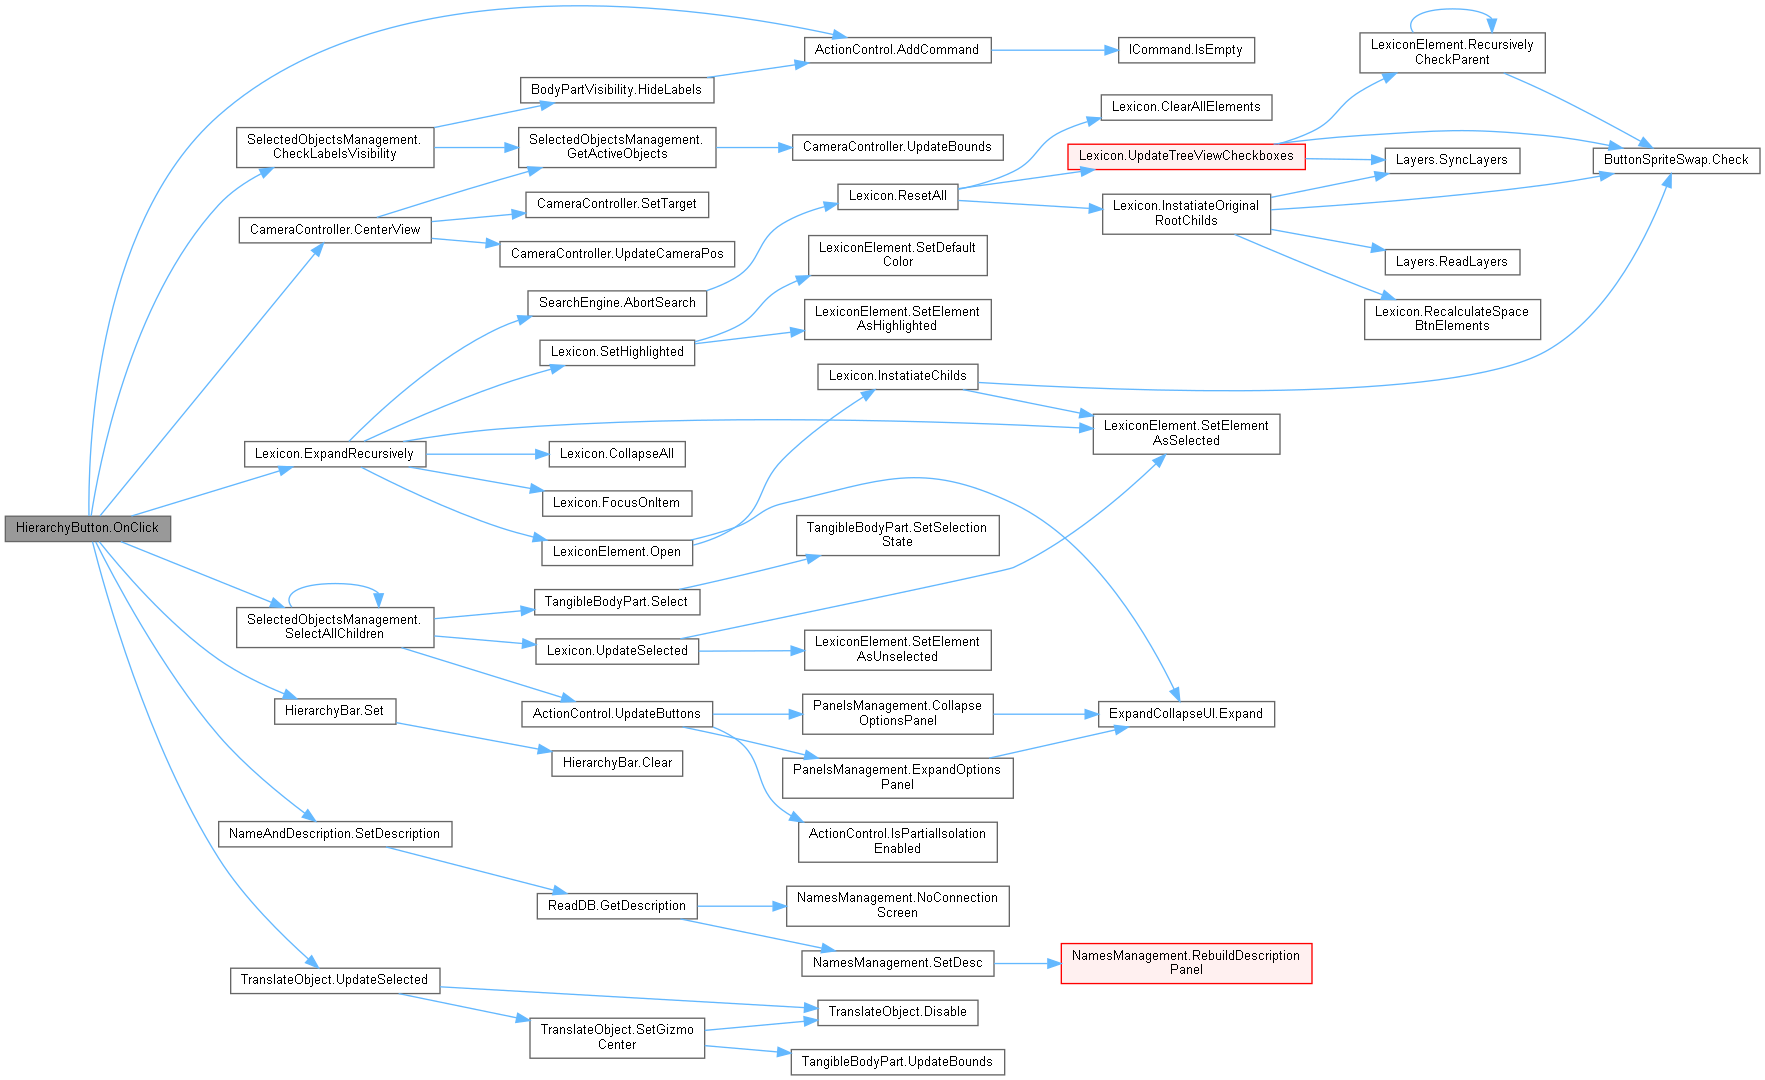 HierarchyButton.OnClick
ActionControl.AddCommand
ICommand.IsEmpty
SelectedObjectsManagement.
CheckLabelsVisibility
BodyPartVisibility.HideLabels
SelectedObjectsManagement.
GetActiveObjects
CameraController.UpdateBounds
CameraController.CenterView
CameraController.SetTarget
CameraController.UpdateCameraPos
Lexicon.ExpandRecursively
SearchEngine.AbortSearch
Lexicon.ResetAll
Lexicon.ClearAllElements
Lexicon.UpdateTreeViewCheckboxes
LexiconElement.Recursively
CheckParent
ButtonSpriteSwap.Check
Layers.SyncLayers
Lexicon.InstatiateOriginal
RootChilds
Layers.ReadLayers
Lexicon.RecalculateSpace
BtnElements
Lexicon.SetHighlighted
LexiconElement.SetDefault
Color
LexiconElement.SetElement
AsHighlighted
Lexicon.CollapseAll
Lexicon.FocusOnItem
LexiconElement.Open
Lexicon.InstatiateChilds
LexiconElement.SetElement
AsSelected
SelectedObjectsManagement.
SelectAllChildren
TangibleBodyPart.Select
TangibleBodyPart.SetSelection
State
Lexicon.UpdateSelected
LexiconElement.SetElement
AsUnselected
ActionControl.UpdateButtons
PanelsManagement.Collapse
OptionsPanel
ExpandCollapseUI.Expand
PanelsManagement.ExpandOptions
Panel
ActionControl.IsPartialIsolation
Enabled
HierarchyBar.Set
HierarchyBar.Clear
NameAndDescription.SetDescription
ReadDB.GetDescription
NamesManagement.NoConnection
Screen
NamesManagement.SetDesc
NamesManagement.RebuildDescription
Panel
TranslateObject.UpdateSelected
TranslateObject.Disable
TranslateObject.SetGizmo
Center
TangibleBodyPart.UpdateBounds